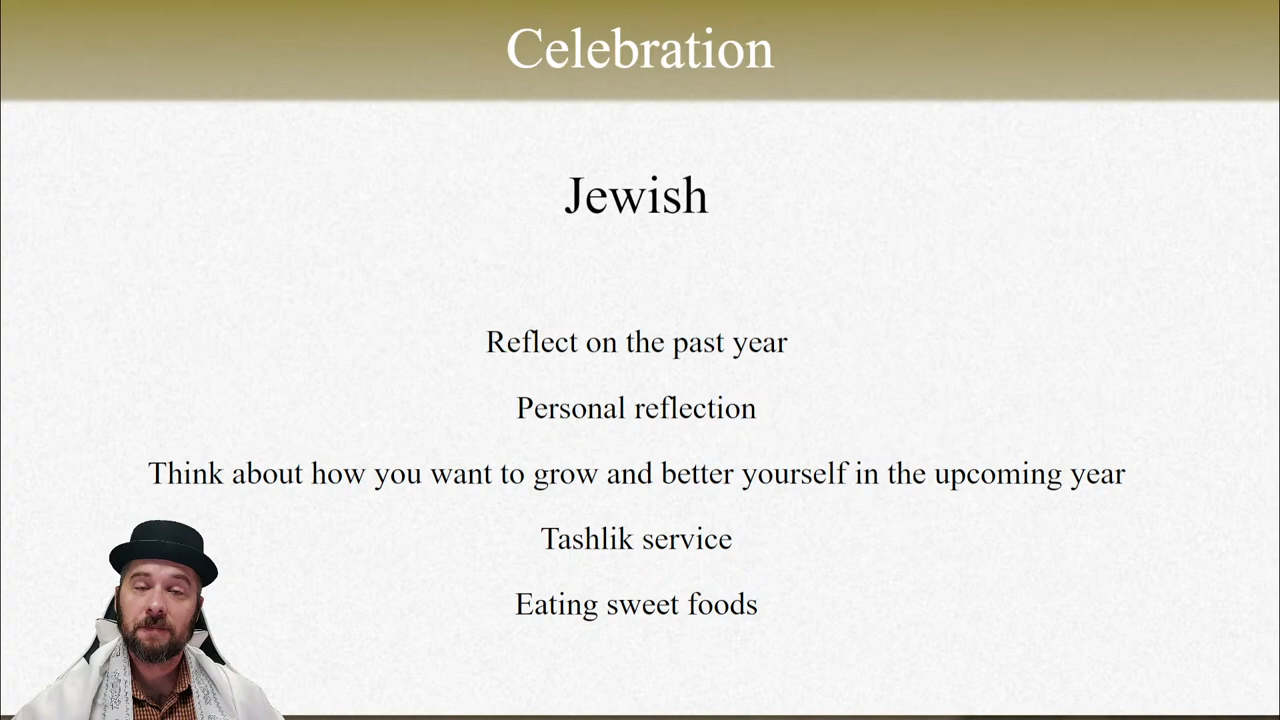 Celebration
Jewish
Reflect on the past year
Personal reflection
Think about how you want to grow and better yourself in the upcoming year
Tashlik service
Eating sweet foods